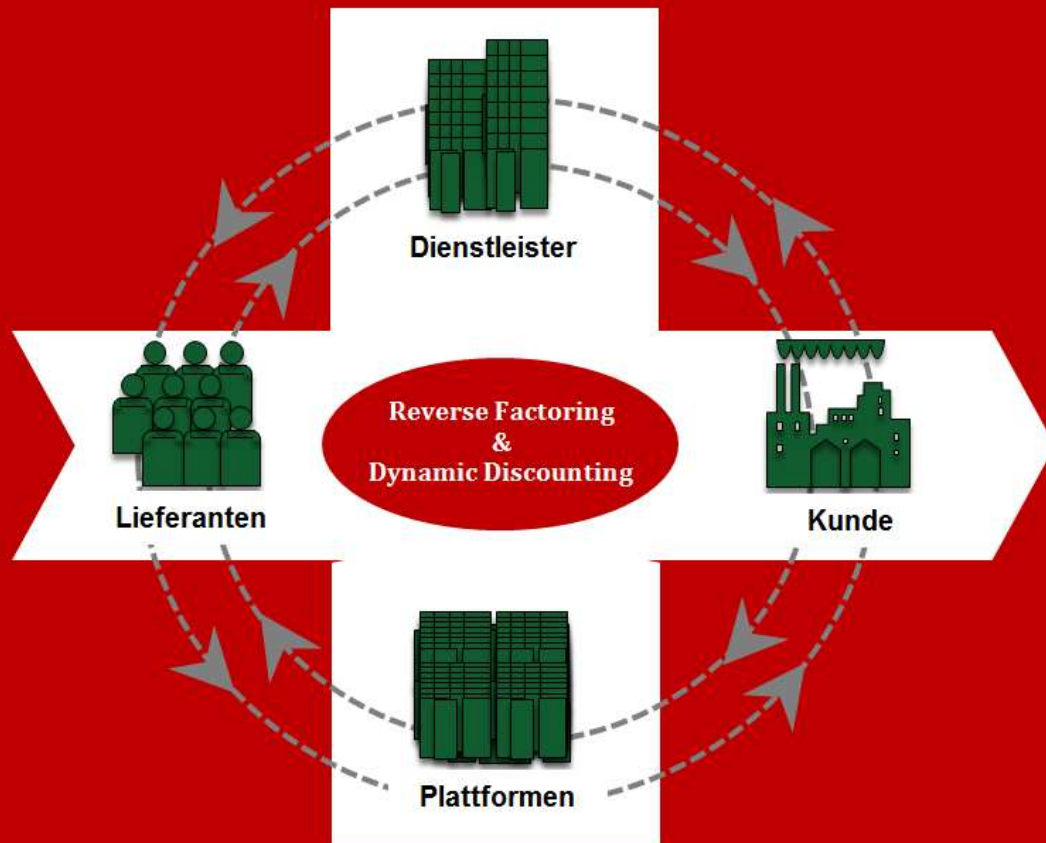 Dienstleister
Reverse Factoring
&
Dynamic Discounting
Lieferanten
Kunde
Plattformen